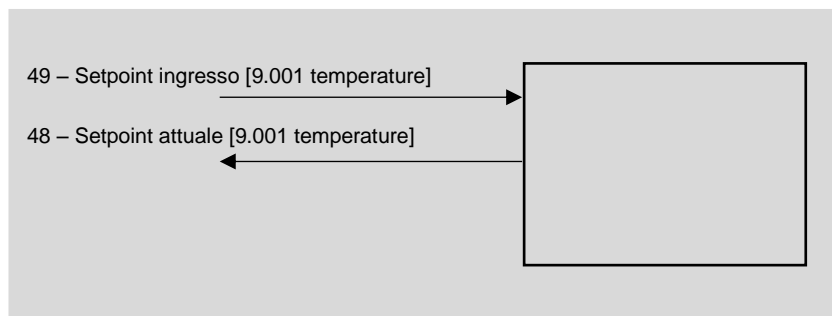 49 – Setpoint ingresso [9.001 temperature]
48 – Setpoint attuale [9.001 temperature]